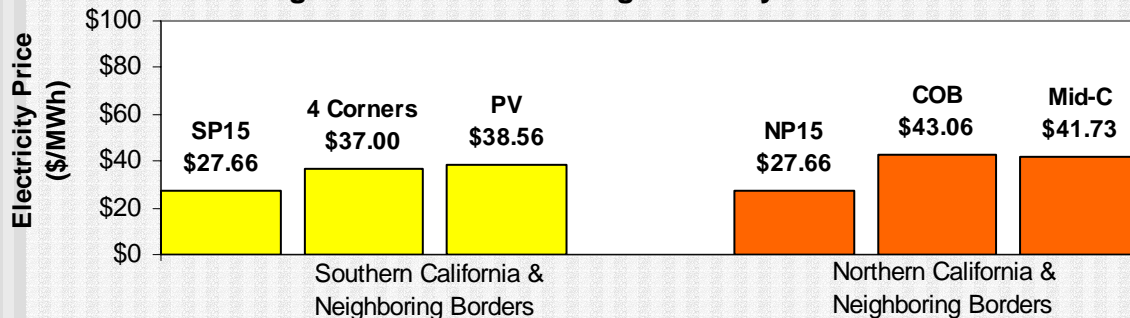 $100
$80
$60
$40
$20
$0
Electricity Price
($/MWh)
SP15
$27.66
4 Corners
$37.00
PV
$38.56
NP15
$27.66
COB
$43.06
Mid-C
$41.73
Southern California &
Neighboring Borders
Northern California &
Neighboring Borders